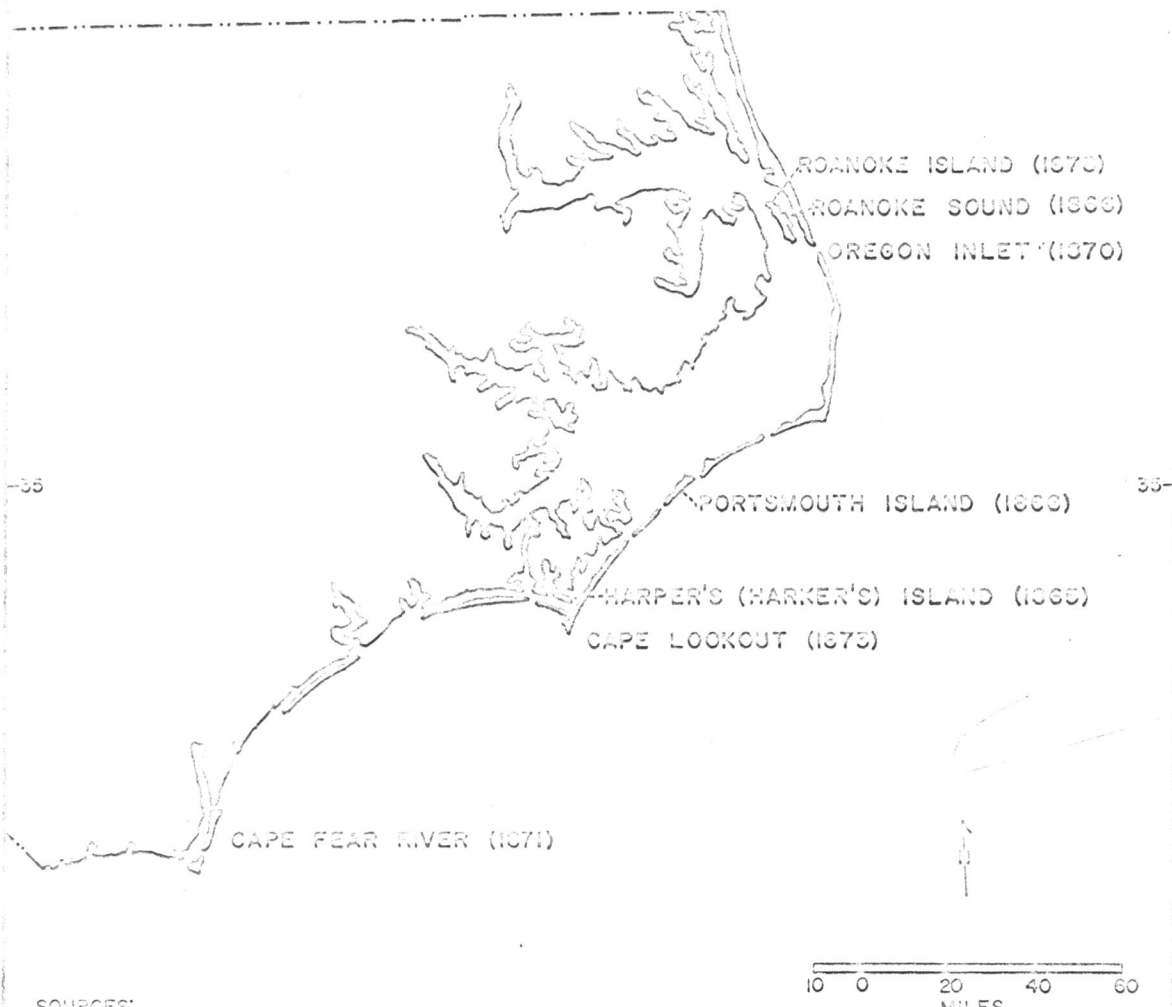 ROANOKE ISLAND (1873)
ROANOKE SOUND (1866)
OREGON INLET (1870)
-35
35-
PORTSMOUTH ISLAND (1866)
HARPER'S (HARKER'S) ISLAND (1865)
CAPE LOOKOUT (1873)
CAPE FEAR RIVER (1871)
10 0 20 40 60
MILES
SOURCES: